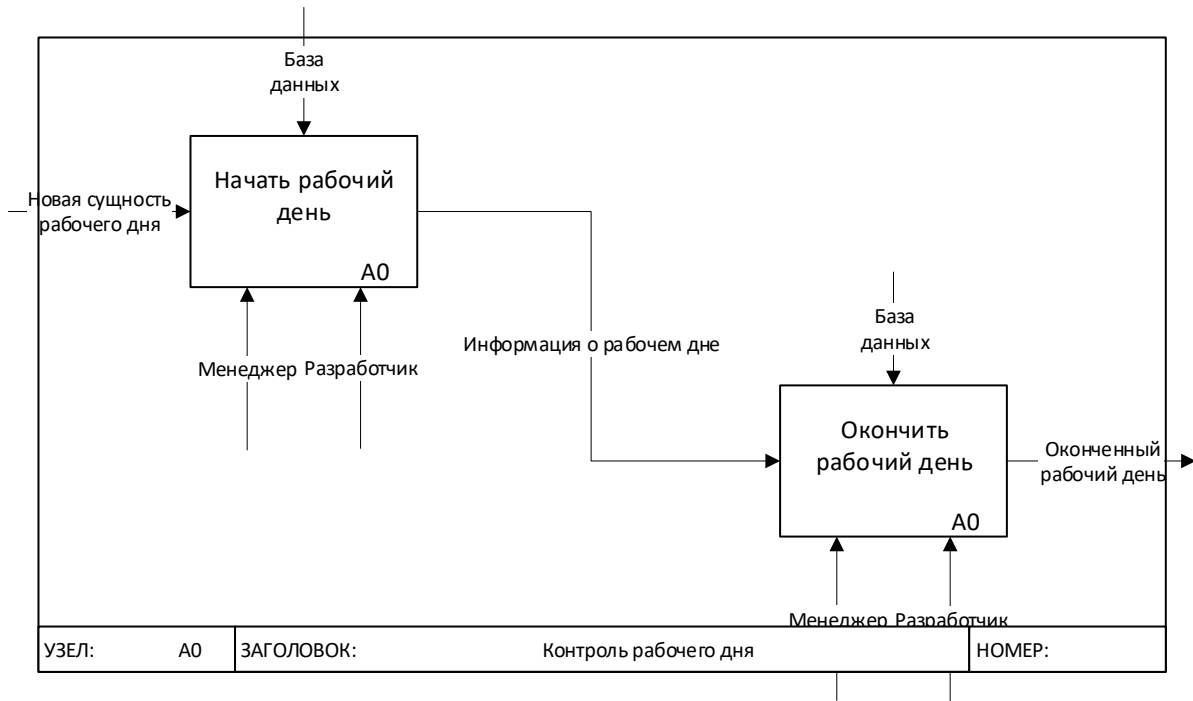 База
данных
Начать рабочий
день
A0
Новая сущность
рабочего дня
Менеджер Разработчик
Информация о рабочем дне
База
данных
Окончить
рабочий день
A0
Оконченный
рабочий день
Менеджер Разработчик
УЗЕЛ: A0 ЗАГОЛОВОК: Контроль рабочего дня НОМЕР: